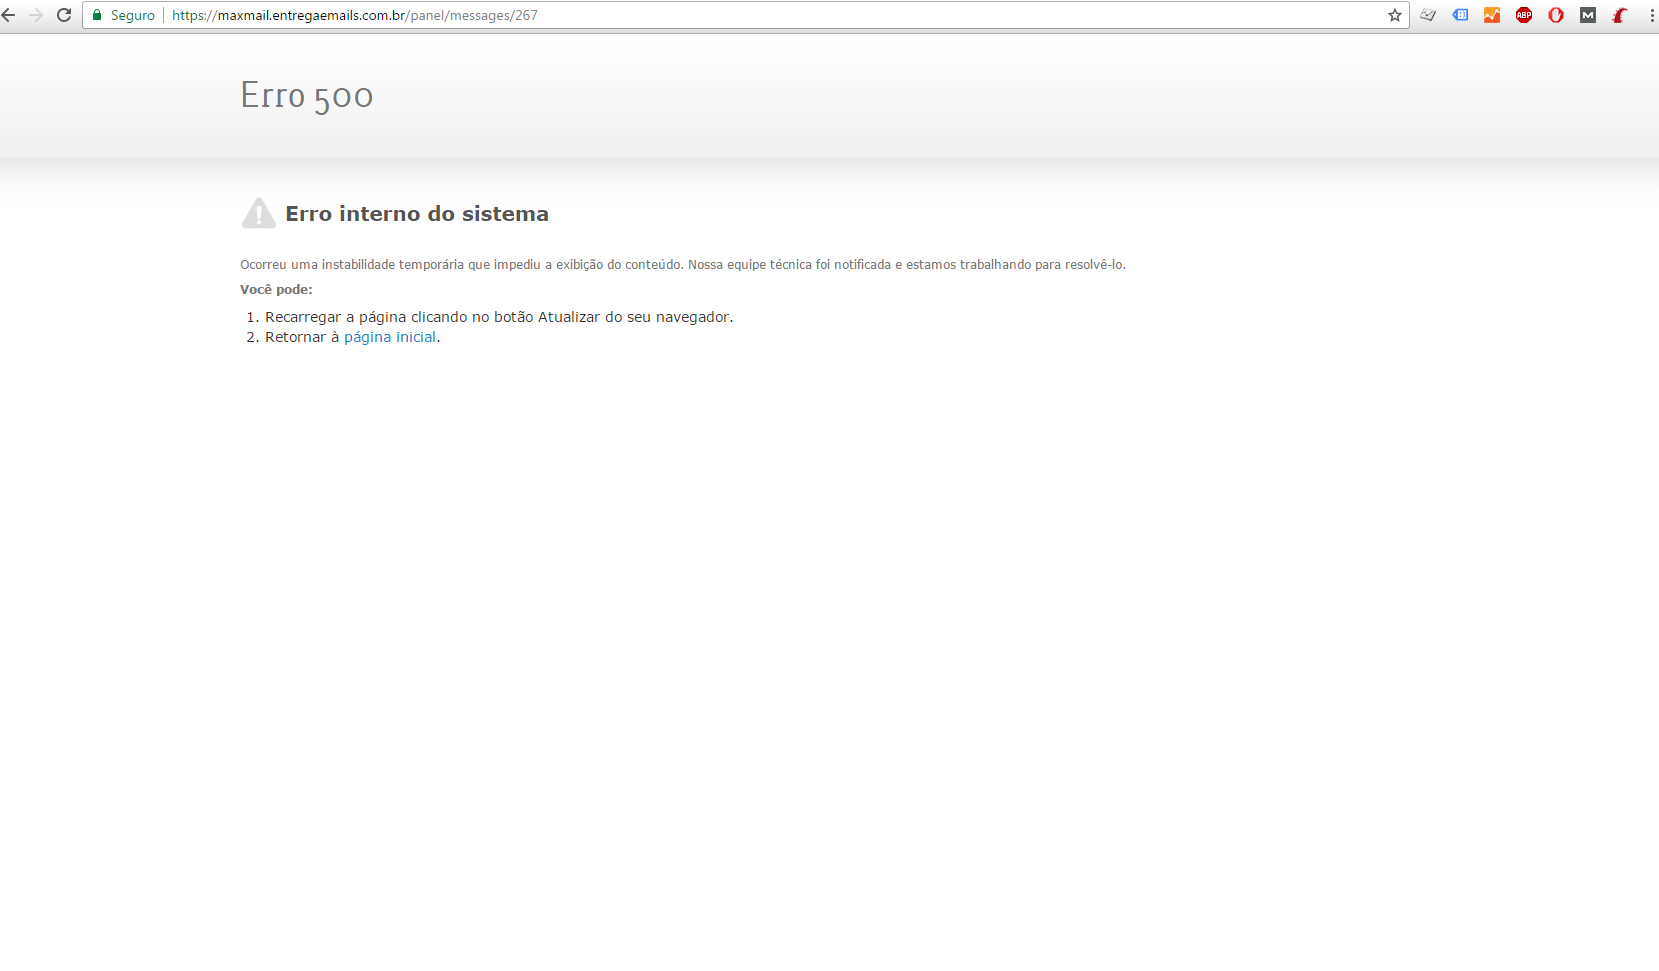 Seguro https://maxmail.entregaemails.com.br/panel/messages/267 ABP M
Erro 500
Erro interno do sistema
Ocorreu uma instabilidade temporária que impediu a exibição do conteúdo. Nossa equipe técnica foi notificada e estamos trabalhando para resolvê-lo.
Você pode:
1. Recarregar a página clicando no botão Atualizar do seu navegador.
2. Retornar à página inicial.